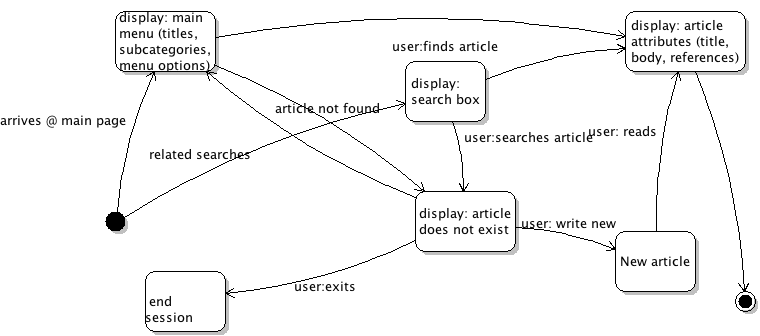 display: main
menu (titles,
subcategories,
menu options)
display: article
attributes (title,
body, references)
user:finds article
display:
search box
article not found
arrives @ main page
user:searches article
user: reads
related searches
display: article
does not exist
user: write new
New article
user:exits
end
session